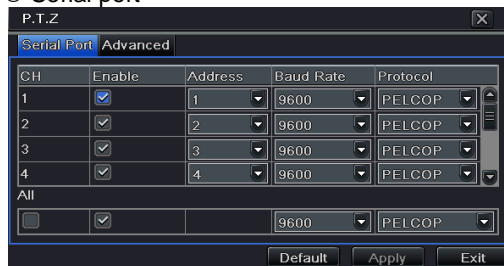 Serial port
P.T.Z
Serial Port Advanced
CH Enable Address Baud Rate Protocol
1 1 9600 PELCOP
2 2 9600 PELCOP
3 3 9600 PELCOP
4 4 9600 PELCOP
All
9600 PELCOP
Default Apply Exit